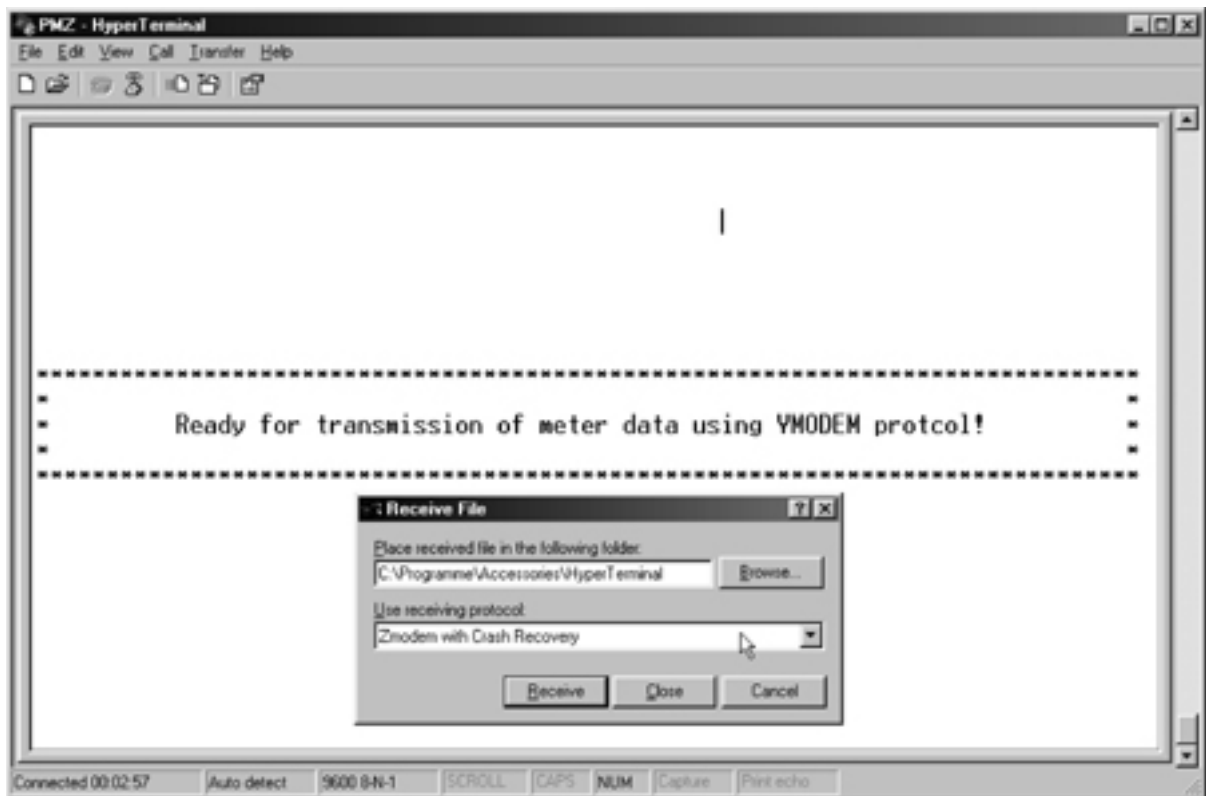 PMZ - HyperTerminal
File Edit View Call Transfer Help
Ready for transmission of meter data using YMODEM protcol!
Receive File
Place received file in the following folder:
C:\Programme\Accessories\HyperTerminal
Browse...
Use receiving protocol:
Zmodem with Crash Recovery
Receive Close Cancel
Connected 00:02:57 Auto detect 9600 8-N-1 SCROLL CAPS NUM Capture Print echo